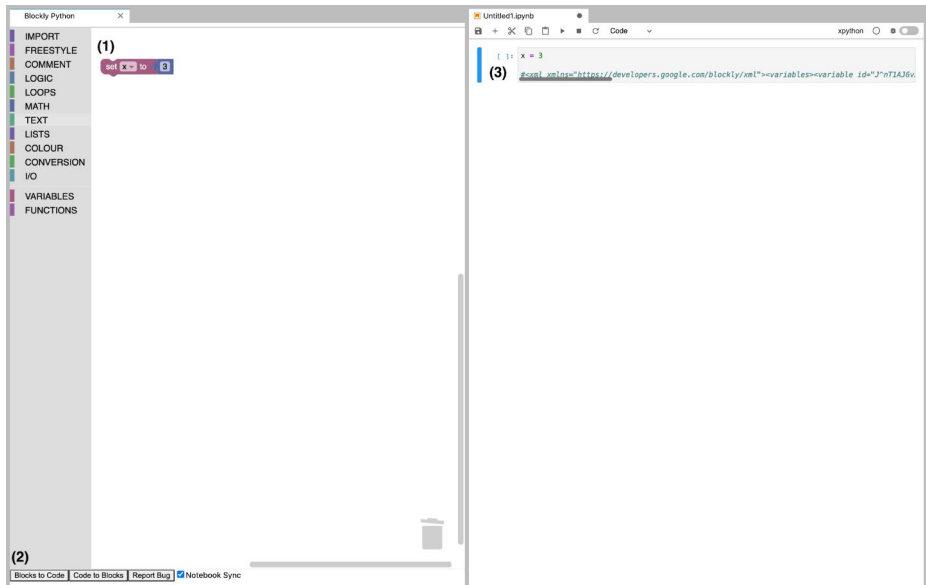 Blockly Python ×
IMPORT
FREESTYLE
COMMENT
LOGIC
LOOPS
MATH
TEXT
LISTS
COLOUR
CONVERSION
I/O
VARIABLES
FUNCTIONS
(1)
set x to 3
(2)
Blocks to Code Code to Blocks Report Bug Notebook Sync
Untitled1.ipynb
Code xpython
[ ]: x = 3
(3) #<xml xmlns="https://developers.google.com/blockly/xml"><variables><variable id=